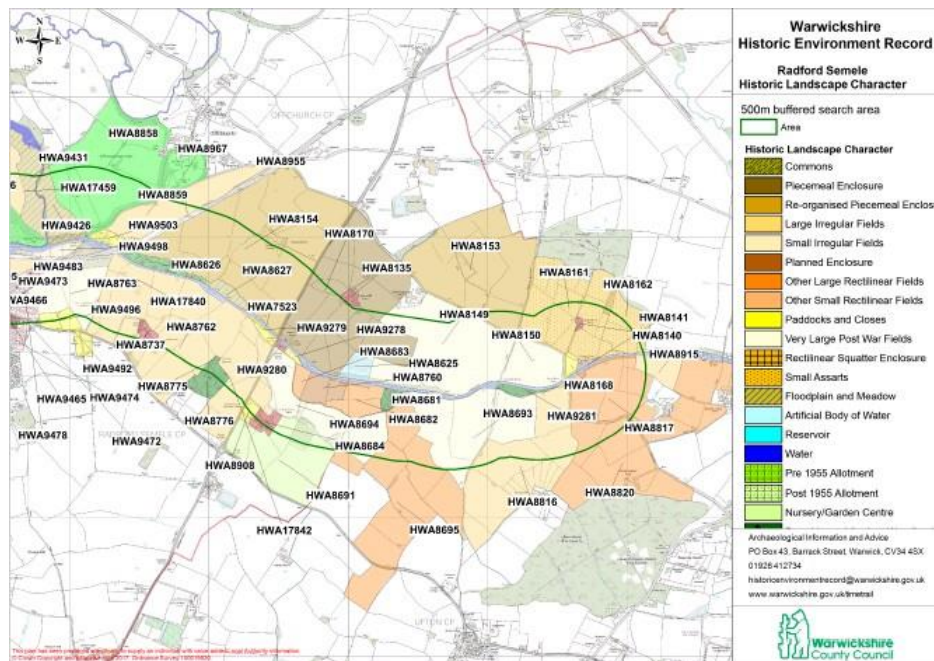 N
W E
S
HWA8858
HWA8967
HWA9431
HWA8955
HWA17459
HWA8859
HWA8154
HWA9426
HWA9503
HWA8170
HWA8153
HWA9498
HWA9483
HWA8626
HWA8627
HWA8135
HWA8161
HWA8162
HWA9473
HWA8763
HWA17840
HWA7523
HWA9466
HWA9496
HWA8149
HWA8141
HWA8762
HWA9279
HWA9278
HWA8150
HWA8140
HWA8737
HWA8683
HWA8915
HWA9492
HWA9280
HWA8625
HWA8775
HWA8760
HWA8168
HWA9465
HWA9474
HWA8681
HWA8776
HWA8694
HWA8682
HWA8693
HWA9281
HWA9478
HWA9472
HWA8684
HWA8817
HWA8908
HWA8691
HWA8816
HWA8820
HWA17842
HWA8695
OFFCHURCH CP
RADFORD SEMELE CP
UFTON CP
Warwickshire
Historic Environment Record
Radford Semele
Historic Landscape Character
500m buffered search area
Area
Historic Landscape Character
Commons
Piecemeal Enclosure
Re-organised Piecemeal Enclos
Large Irregular Fields
Small Irregular Fields
Planned Enclosure
Other Large Rectilinear Fields
Other Small Rectilinear Fields
Paddocks and Closes
Very Large Post War Fields
Rectilinear Squatter Enclosure
Small Assarts
Floodplain and Meadow
Artificial Body of Water
Reservoir
Water
Pre 1955 Allotment
Post 1955 Allotment
Nursery/Garden Centre
Archaeological Information and Advice
PO Box 43, Barrack Street, Warwick, CV34 4SX
01926 412734
historicenvironmentrecord@warwickshire.gov.uk
www.warwickshire.gov.uk/timetrail
Warwickshire
County Council